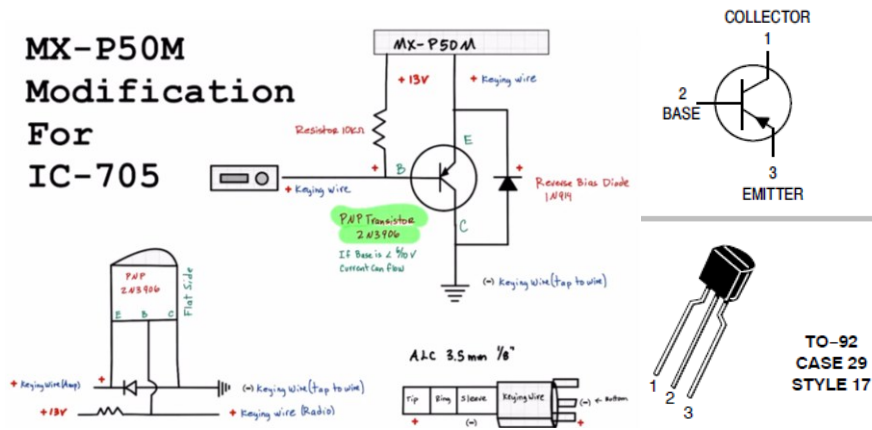 MX-P50M
Modification
For
IC-705
MX-P50M
+ 13V
+ Keying wire
Resistor 10kΩ
+
B
E
C
+ Keying wire
+
Reverse Bias Diode
1N914
PNP Transistor
2N3906
If Base is <
Current Can flow
(-) Keying Wire (tap to wire)
PNP
2N3906
Flat Side
E B C
+ Keying Wire (Amp) +
(-) Keying Wire (tap to wire)
+13V
+ Keying wire (Radio)
ALC 3.5mm 1/8"
Tip Ring Sleeve Keying Wire
(-) ← Bottom
+ (-) +
COLLECTOR
1
2
BASE
3
EMITTER
1
2
3
TO-92
CASE 29
STYLE 17